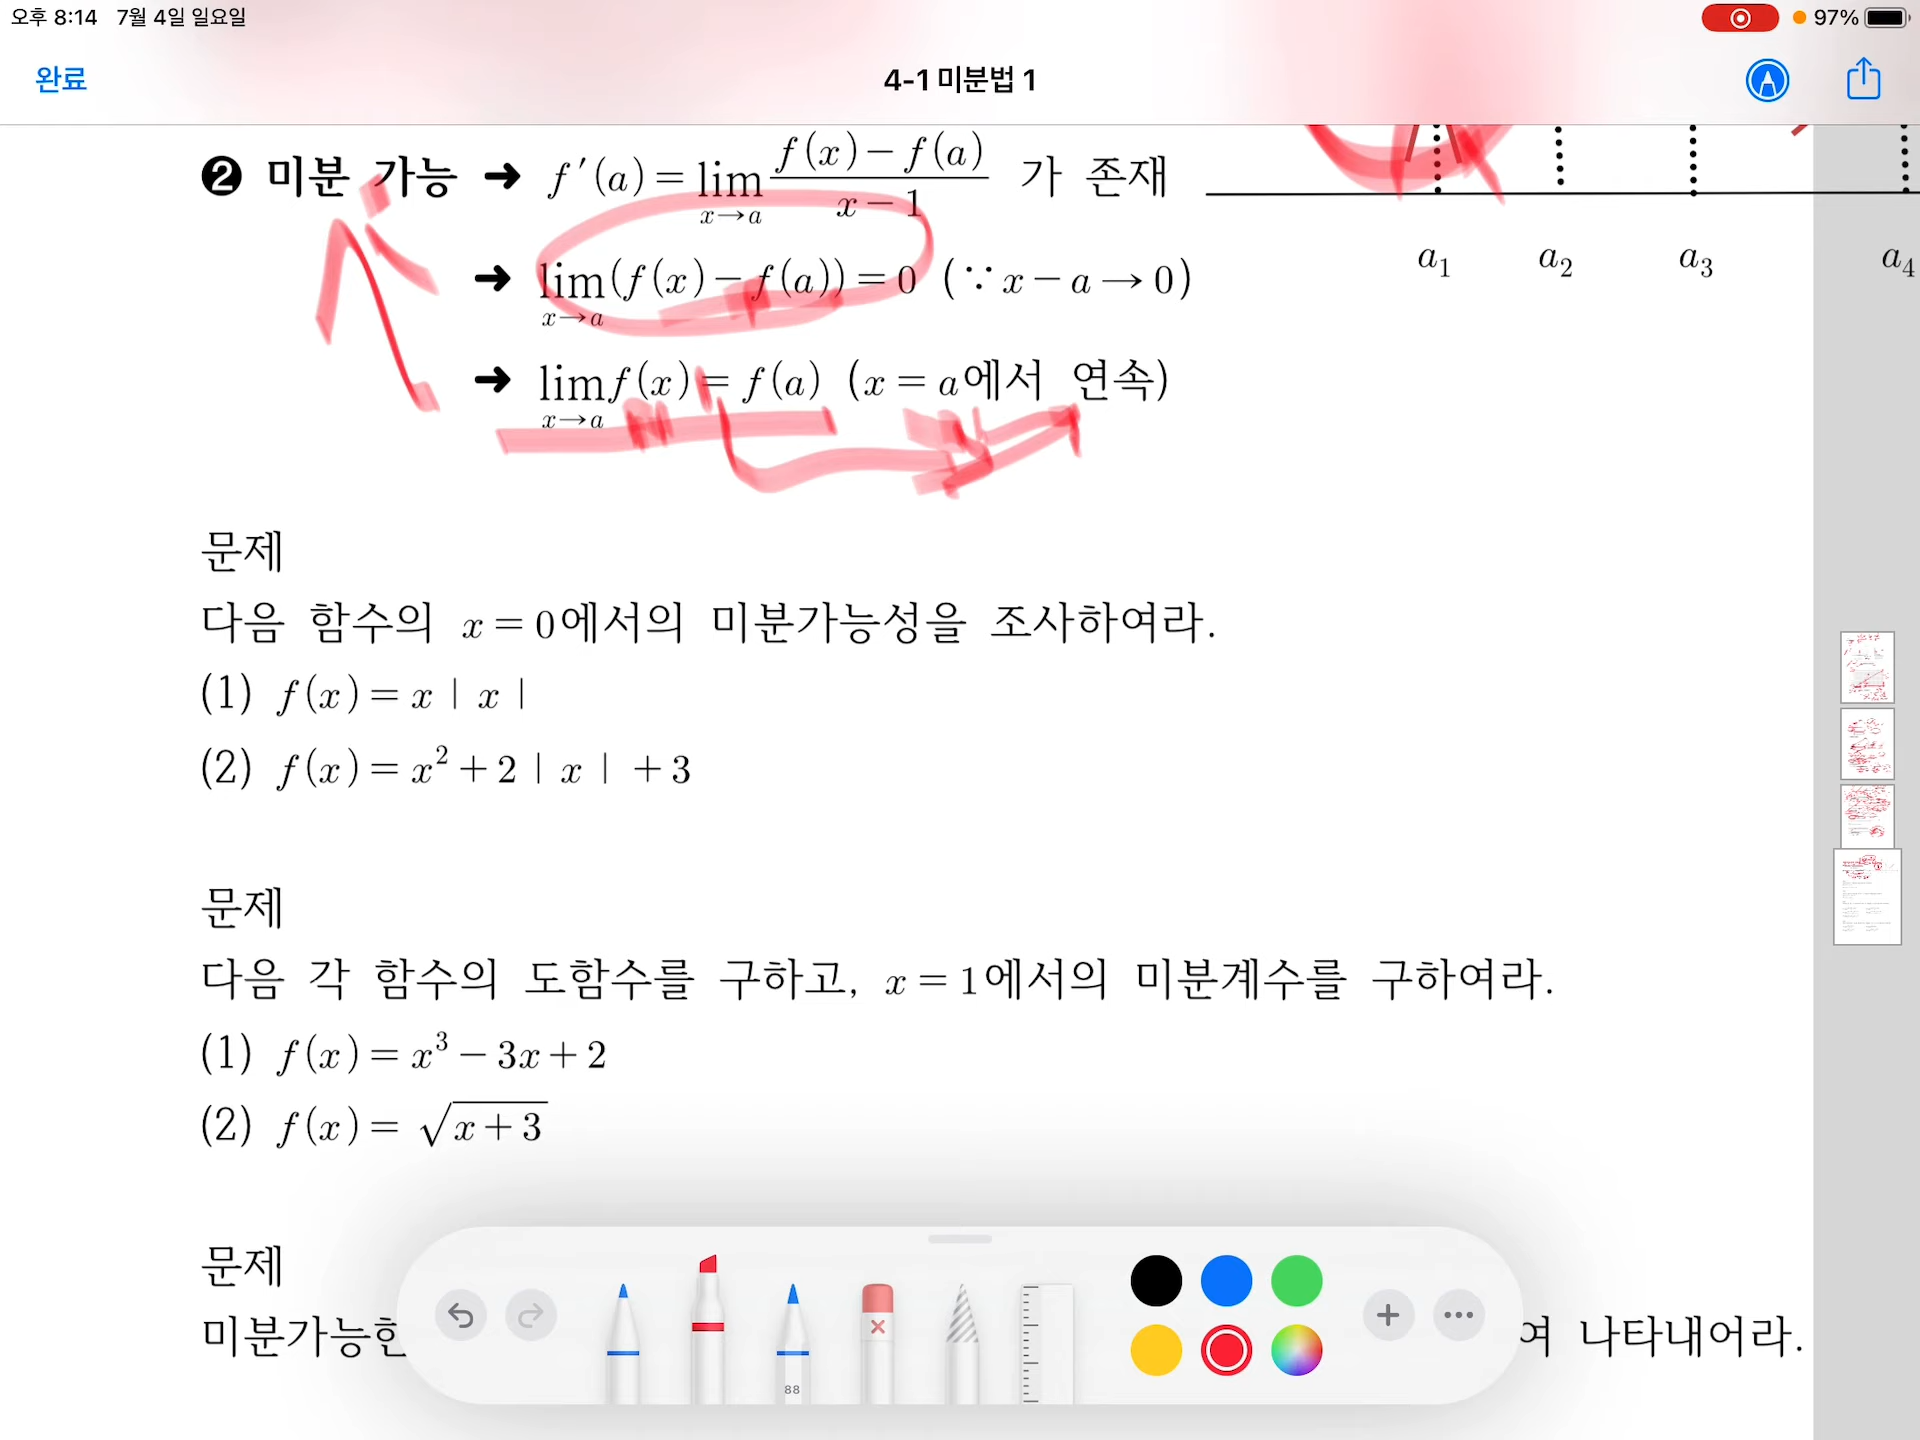 오후 8:14 7월 4일 일요일 97%
완료 4-1 미분법 1
❷ 미분 가능 ➜ f′(a) = lim x→a (f(x) − f(a))/(x − 1) 가 존재
➜ lim x→a (f(x) − f(a)) = 0 (∵ x − a → 0)
➜ lim x→a f(x) = f(a) (x = a에서 연속)
a₁ a₂ a₃ a₄
문제
다음 함수의 x = 0에서의 미분가능성을 조사하여라.
(1) f(x) = x | x |
(2) f(x) = x² + 2 | x | + 3
문제
다음 각 함수의 도함수를 구하고, x = 1에서의 미분계수를 구하여라.
(1) f(x) = x³ − 3x + 2
(2) f(x) = √(x + 3)
문제
미분가능한 여 나타내어라.
88